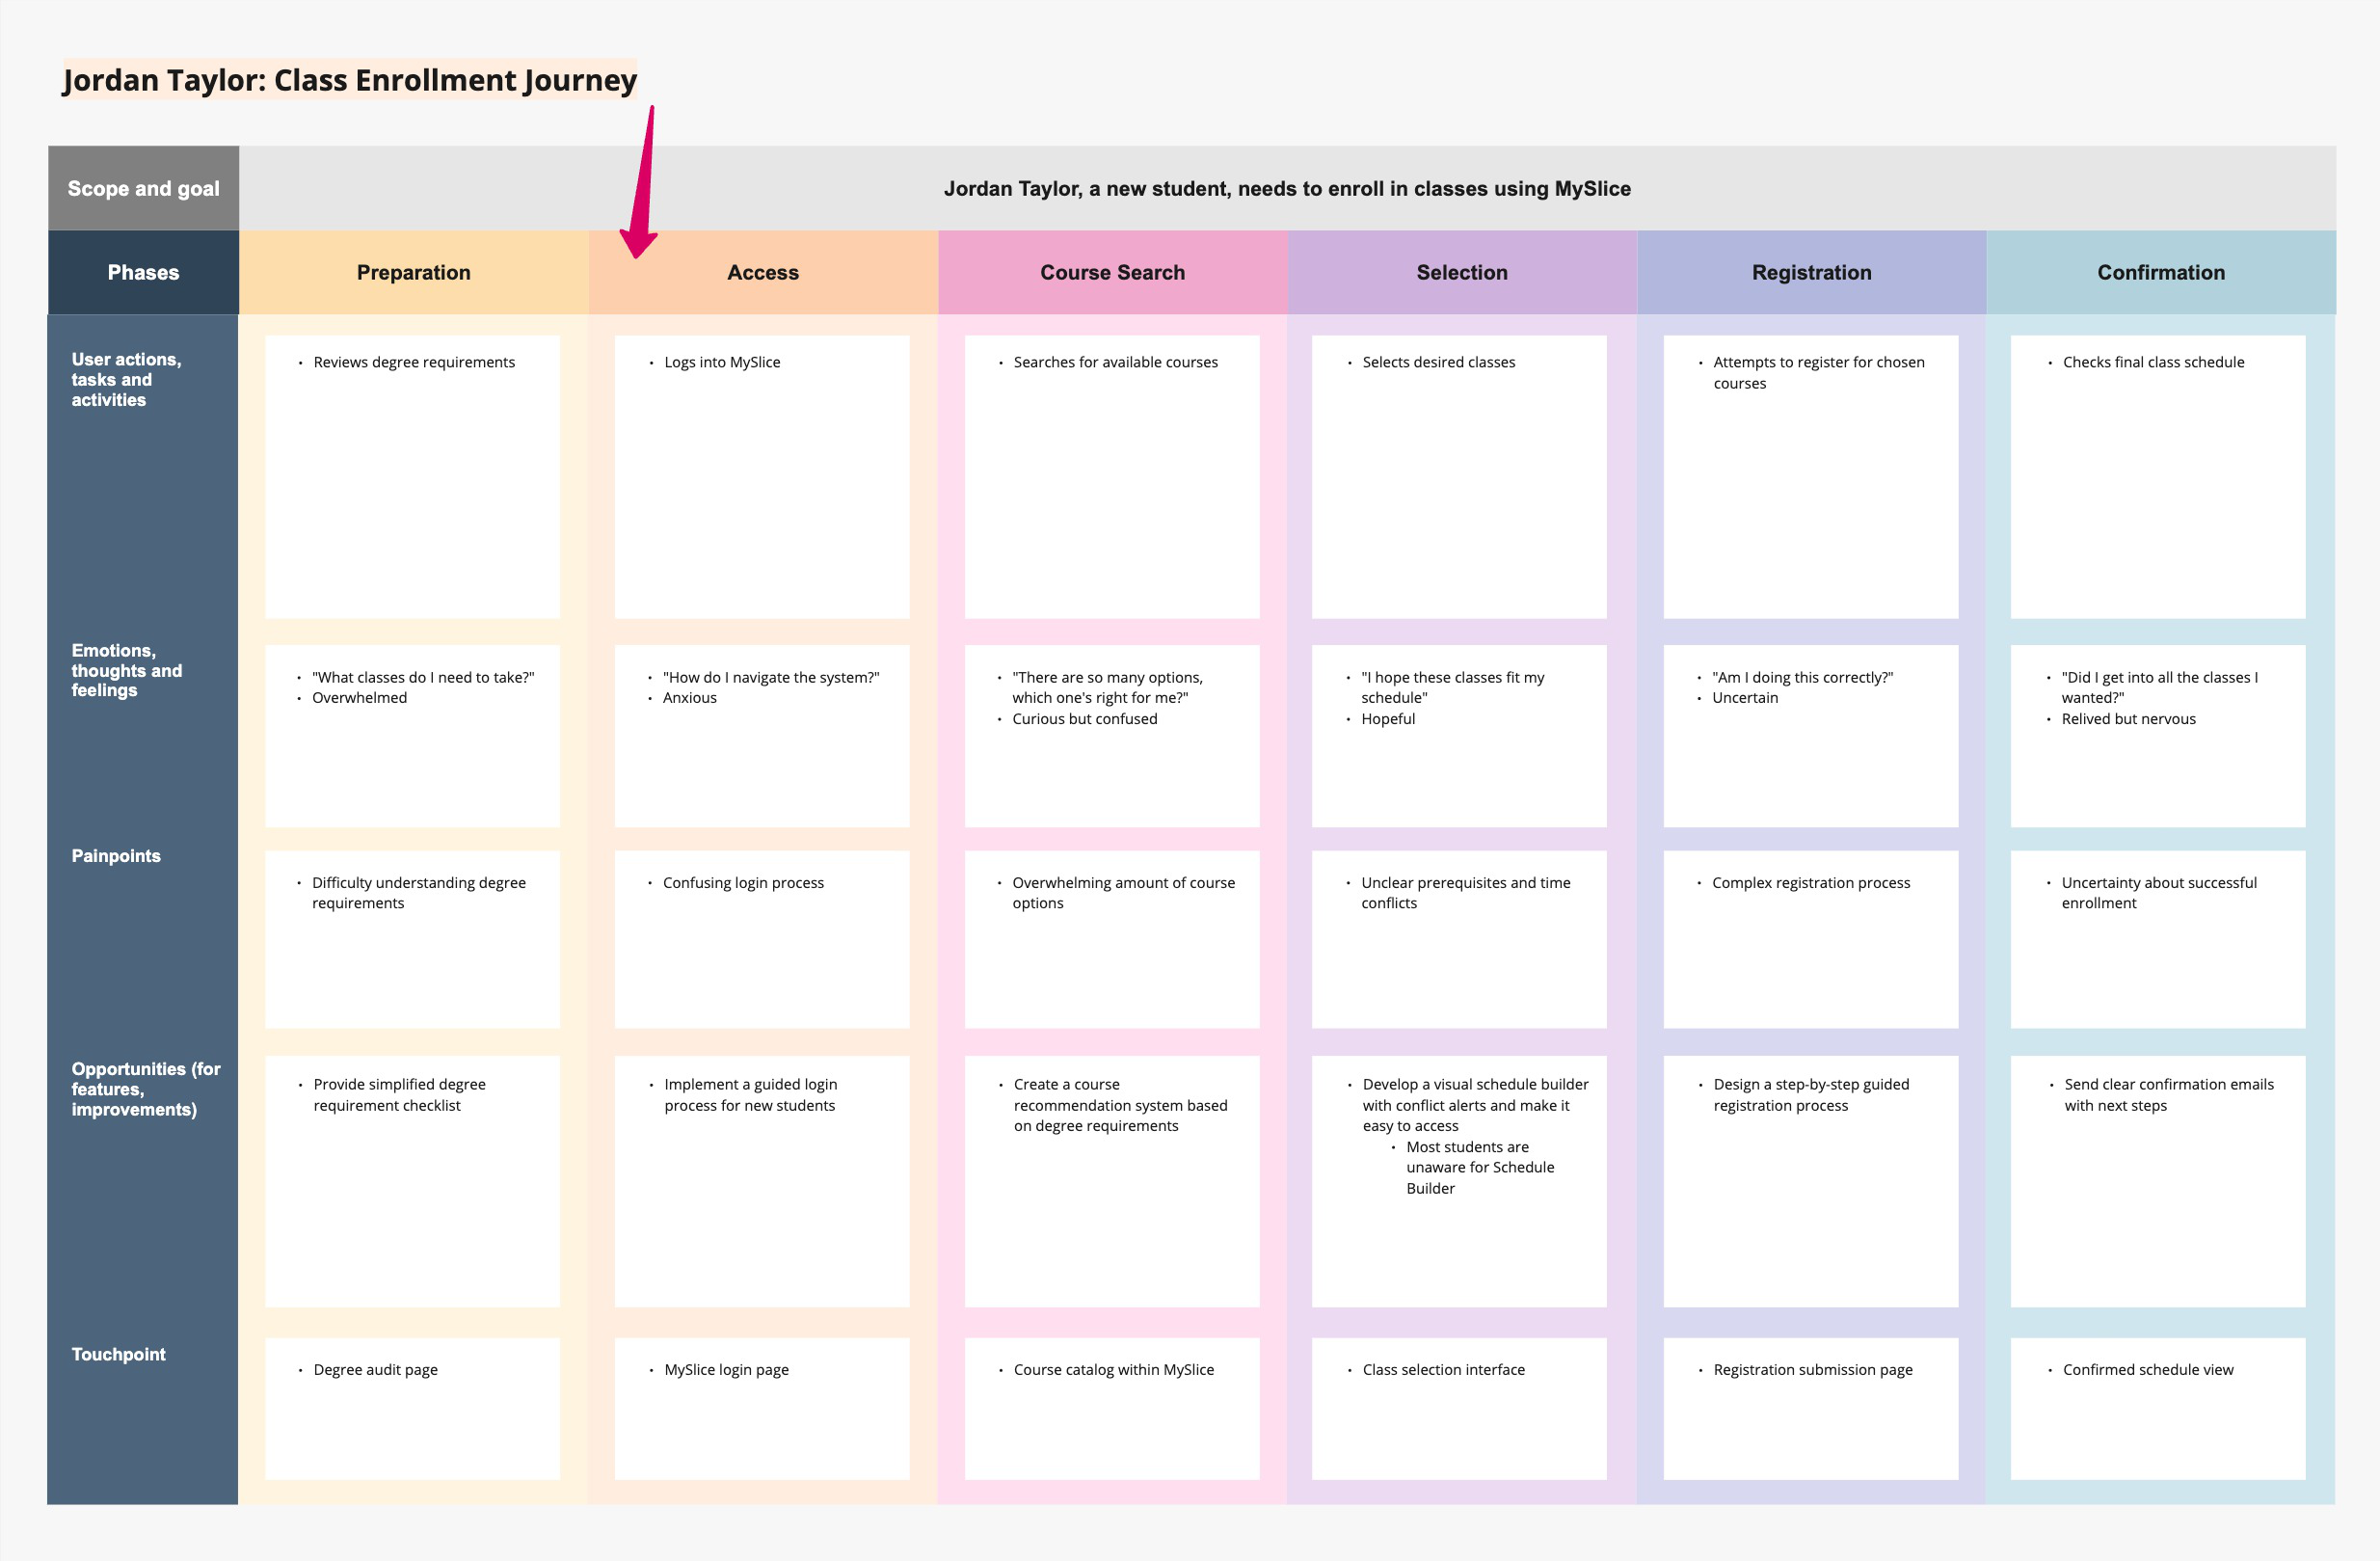 Jordan Taylor: Class Enrollment Journey
Scope and goal
Jordan Taylor, a new student, needs to enroll in classes using MySlice
Phases
Preparation
Access
Course Search
Selection
Registration
Confirmation
User actions,
tasks and
activities
• Reviews degree requirements
• Logs into MySlice
• Searches for available courses
• Selects desired classes
• Attempts to register for chosen
courses
• Checks final class schedule
Emotions,
thoughts and
feelings
• "What classes do I need to take?"
• Overwhelmed
• "How do I navigate the system?"
• Anxious
• "There are so many options,
which one's right for me?"
• Curious but confused
• "I hope these classes fit my
schedule"
• Hopeful
• "Am I doing this correctly?"
• Uncertain
• "Did I get into all the classes I
wanted?"
• Relived but nervous
Painpoints
• Difficulty understanding degree
requirements
• Confusing login process
• Overwhelming amount of course
options
• Unclear prerequisites and time
conflicts
• Complex registration process
• Uncertainty about successful
enrollment
Opportunities (for
features,
improvements)
• Provide simplified degree
requirement checklist
• Implement a guided login
process for new students
• Create a course
recommendation system based
on degree requirements
• Develop a visual schedule builder
with conflict alerts and make it
easy to access
• Most students are
unaware for Schedule
Builder
• Design a step-by-step guided
registration process
• Send clear confirmation emails
with next steps
Touchpoint
• Degree audit page
• MySlice login page
• Course catalog within MySlice
• Class selection interface
• Registration submission page
• Confirmed schedule view